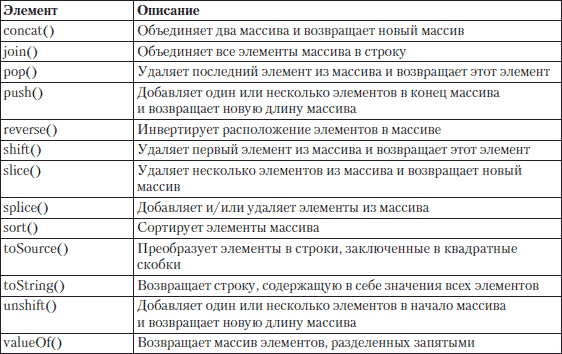 Элемент Описание
concat() Объединяет два массива и возвращает новый массив
join() Объединяет все элементы массива в строку
pop() Удаляет последний элемент из массива и возвращает этот элемент
push() Добавляет один или несколько элементов в конец массива
и возвращает новую длину массива
reverse() Инвертирует расположение элементов в массиве
shift() Удаляет первый элемент из массива и возвращает этот элемент
slice() Удаляет несколько элементов из массива и возвращает новый
массив
splice() Добавляет и/или удаляет элементы из массива
sort() Сортирует элементы массива
toSource() Преобразует элементы в строки, заключенные в квадратные
скобки
toString() Возвращает строку, содержащую в себе значения всех элементов
unshift() Добавляет один или несколько элементов в начало массива
и возвращает новую длину массива
valueOf() Возвращает массив элементов, разделенных запятыми